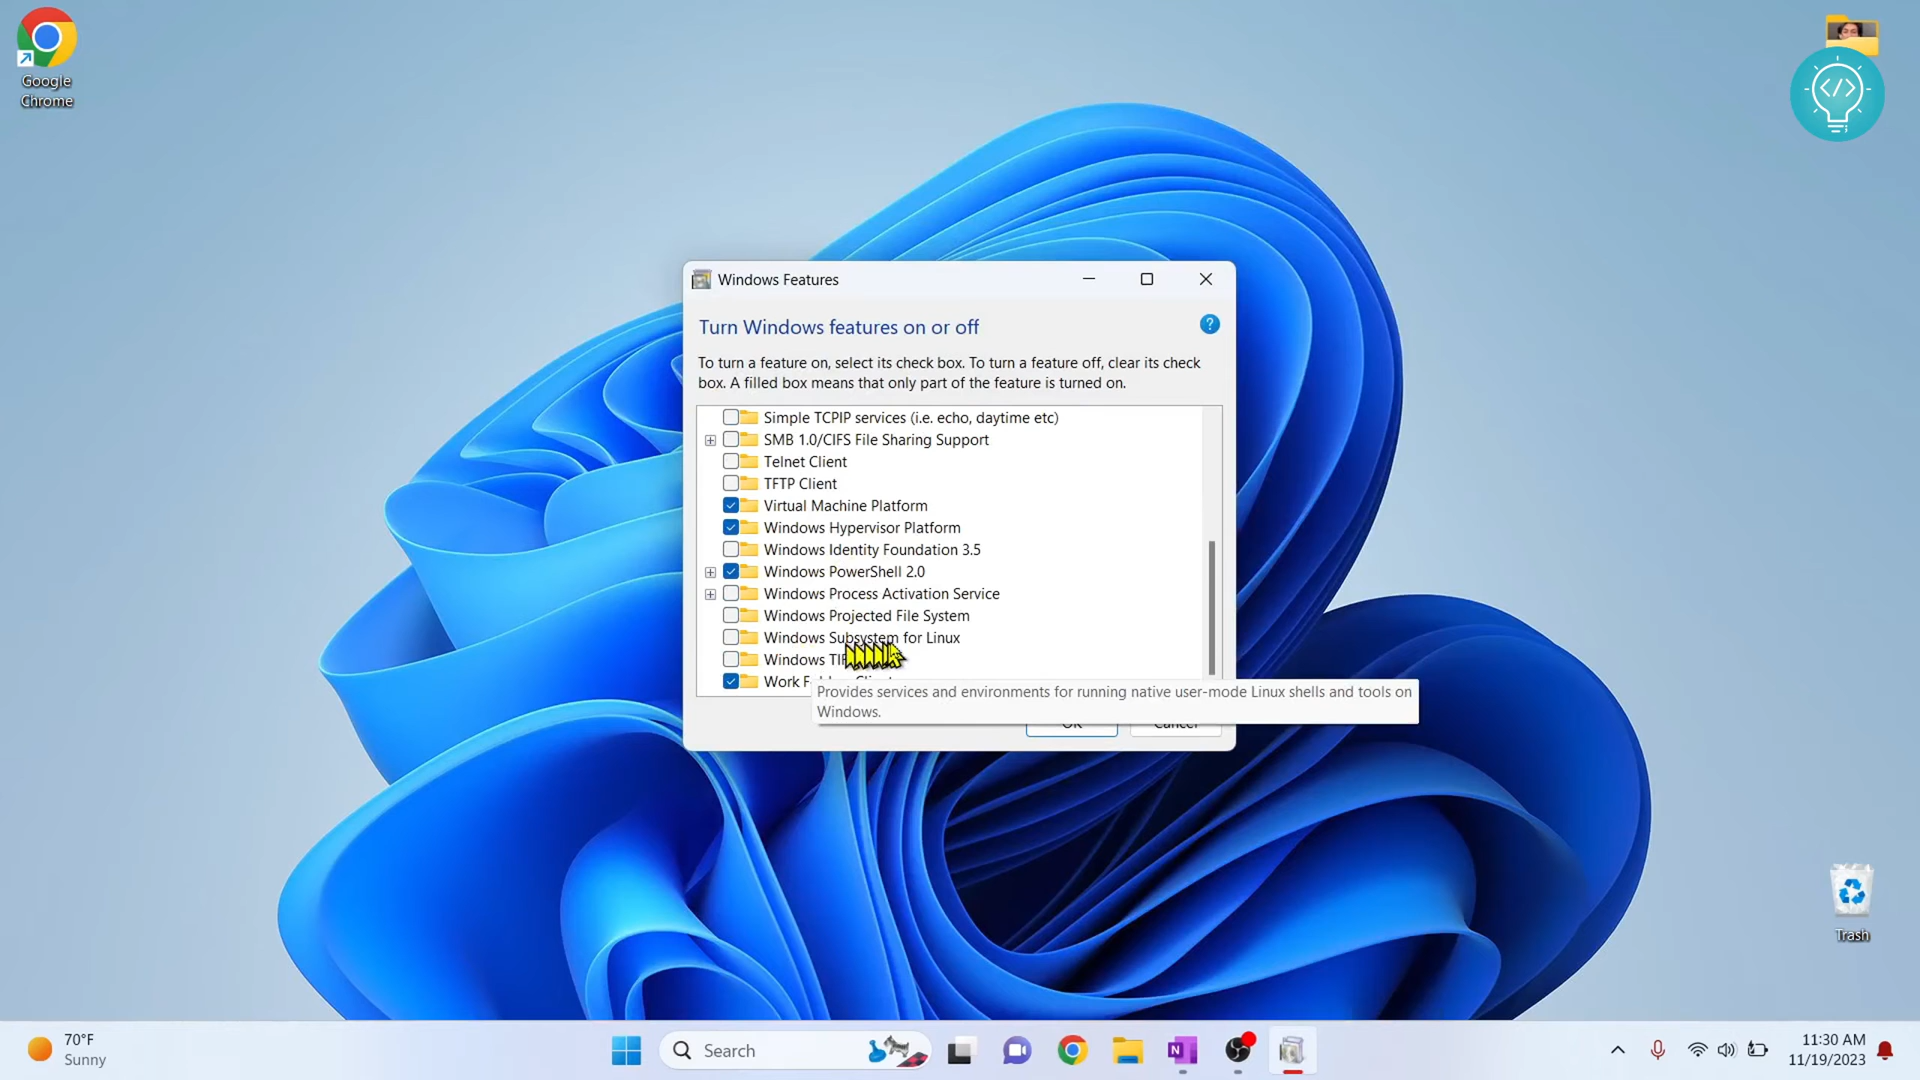 Google
Chrome
Windows Features
Turn Windows features on or off
?
To turn a feature on, select its check box. To turn a feature off, clear its check
box. A filled box means that only part of the feature is turned on.
Simple TCPIP services (i.e. echo, daytime etc)
SMB 1.0/CIFS File Sharing Support
Telnet Client
TFTP Client
Virtual Machine Platform
Windows Hypervisor Platform
Windows Identity Foundation 3.5
Windows PowerShell 2.0
Windows Process Activation Service
Windows Projected File System
Windows Subsystem for Linux
Windows
Work
Provides services and environments for running native user-mode Linux shells and tools on
Windows.
OK Cancel
Trash
70°F
Sunny
Search
N
11:30 AM
11/19/2023